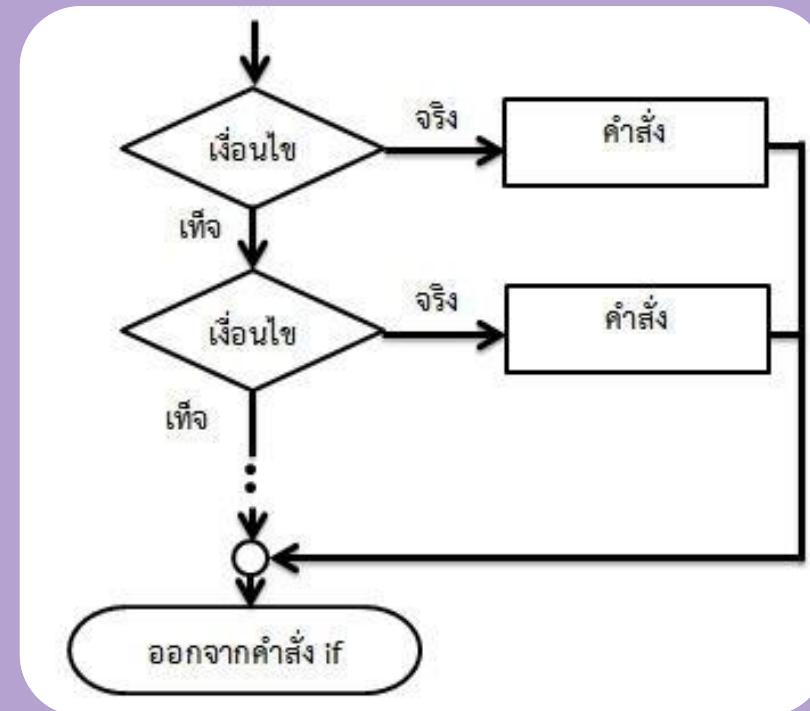 จริง
คำสั่ง
เงื่อนไข
เท็จ
จริง
คำสั่ง
เงื่อนไข
เท็จ
ออกจากคำสั่ง if